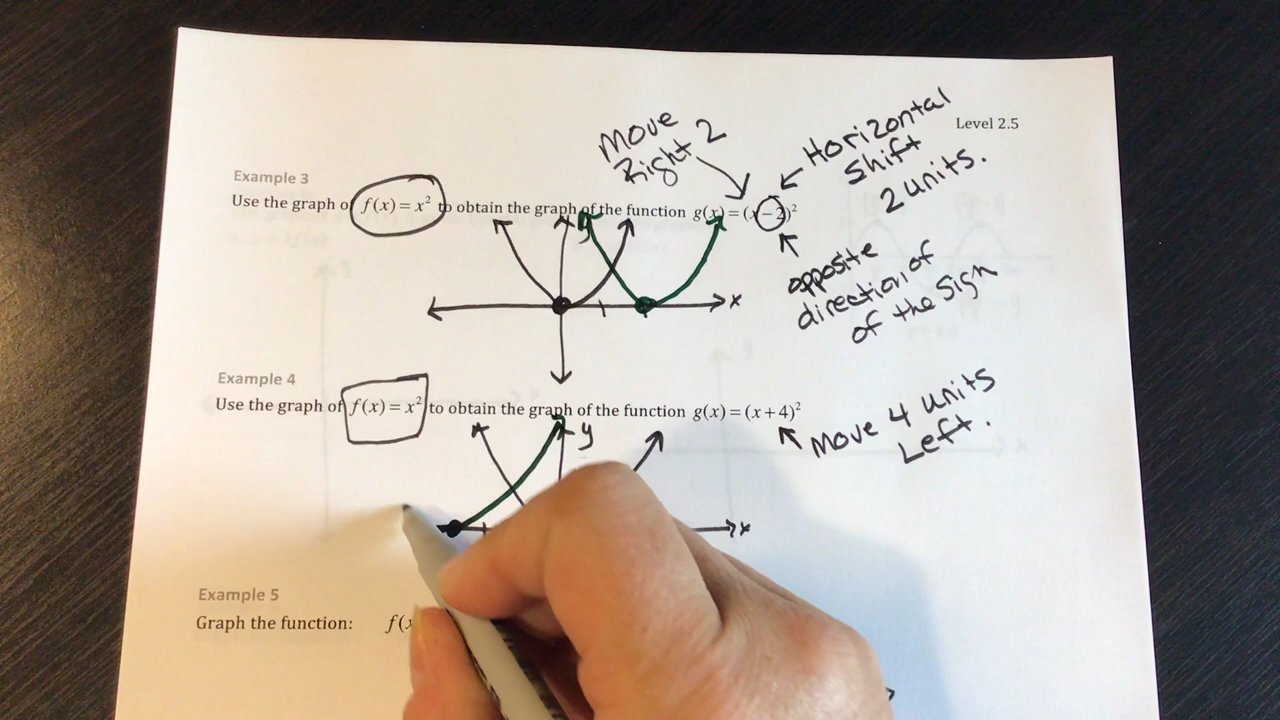 Level 2.5
Move
Right 2
Horizontal
Shift
2 units.
Example 3
Use the graph of f(x) = x² to obtain the graph of the function g(x) = (x − 2)²
y
x
opposite
direction of
of the sign
Example 4
Use the graph of f(x) = x² to obtain the graph of the function g(x) = (x + 4)²
Move 4 units
Left.
y
x
Example 5
Graph the function: f(x